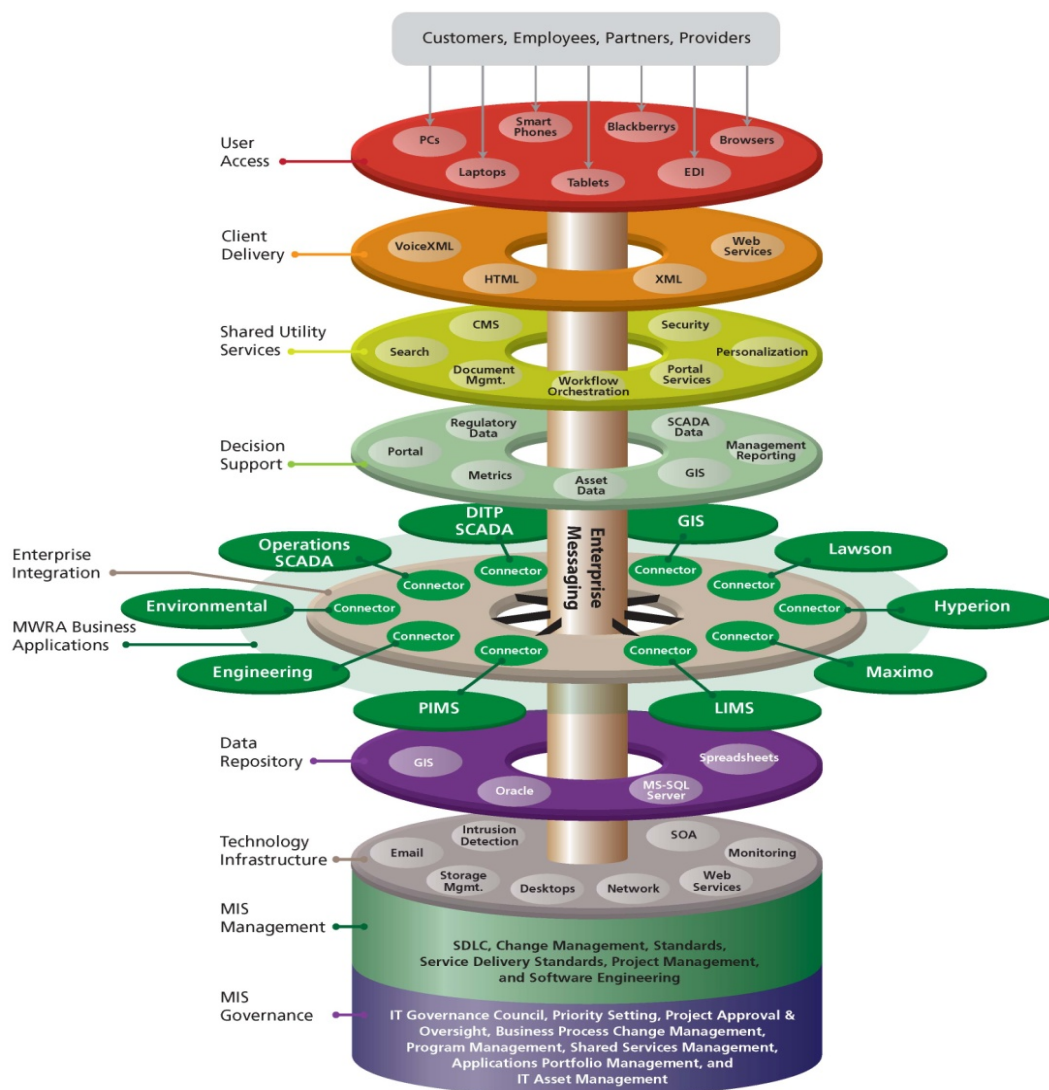 Customers, Employees, Partners, Providers
User
Access
PCs
Smart
Phones
Blackberrys
Browsers
Laptops
Tablets
EDI
Client
Delivery
VoiceXML
HTML
XML
Web
Services
Shared Utility
Services
Search
CMS
Document
Mgmt.
Workflow
Orchestration
Security
Portal
Services
Personalization
Decision
Support
Portal
Regulatory
Data
Metrics
Asset
Data
SCADA
Data
GIS
Management
Reporting
Enterprise
Messaging
Enterprise
Integration
MWRA Business
Applications
DITP
SCADA
Connector
GIS
Connector
Operations
SCADA
Connector
Lawson
Connector
Environmental
Connector
Hyperion
Connector
Engineering
Connector
Maximo
Connector
PIMS
Connector
LIMS
Connector
Data
Repository
GIS
Oracle
MS-SQL
Server
Spreadsheets
Technology
Infrastructure
Email
Intrusion
Detection
Storage
Mgmt.
Desktops
Network
SOA
Web
Services
Monitoring
MIS
Management
SDLC, Change Management, Standards,
Service Delivery Standards, Project Management,
and Software Engineering
MIS
Governance
IT Governance Council, Priority Setting, Project Approval &
Oversight, Business Process Change Management,
Program Management, Shared Services Management,
Applications Portfolio Management, and
IT Asset Management